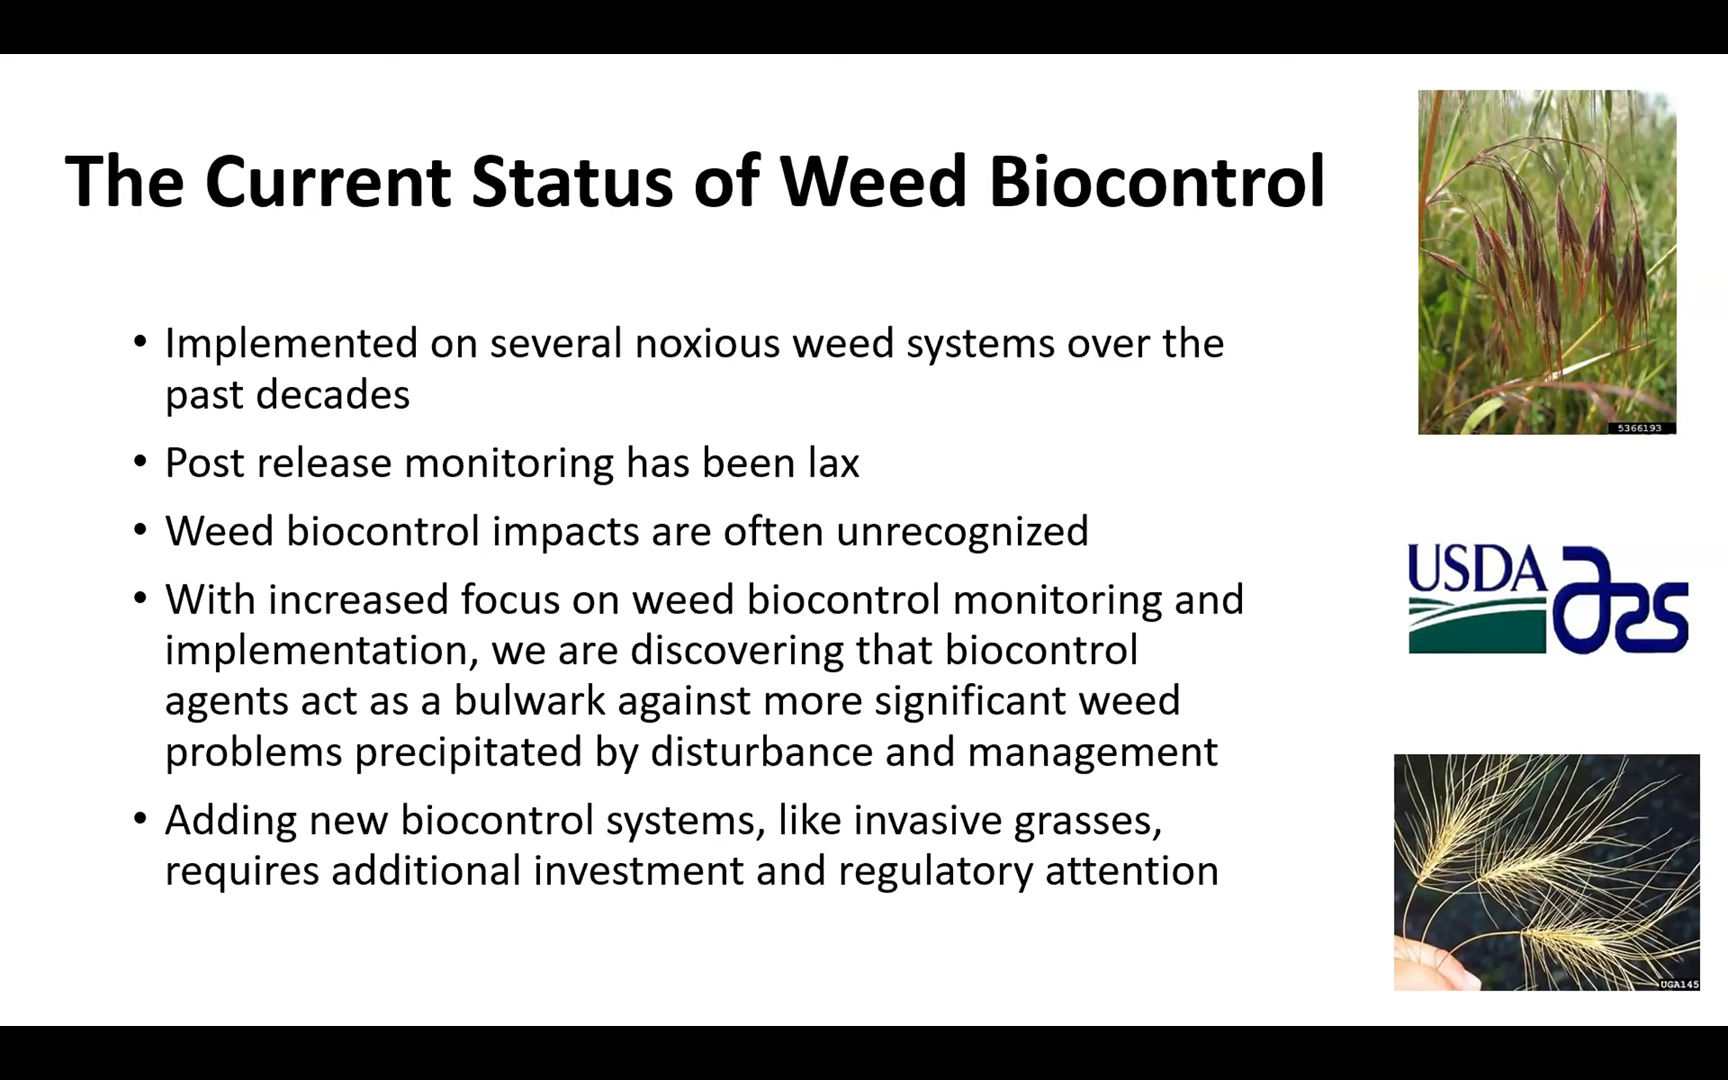 The Current Status of Weed Biocontrol
• Implemented on several noxious weed systems over the
past decades
• Post release monitoring has been lax
• Weed biocontrol impacts are often unrecognized
• With increased focus on weed biocontrol monitoring and
implementation, we are discovering that biocontrol
agents act as a bulwark against more significant weed
problems precipitated by disturbance and management
• Adding new biocontrol systems, like invasive grasses,
requires additional investment and regulatory attention
5366193
USDA ars
UGA145